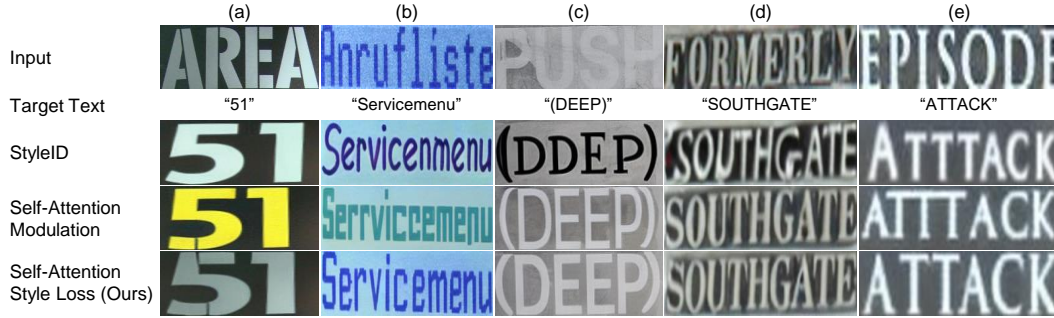 (a) (b) (c) (d) (e)
Input AREA Anrufliste PUSH FORMERLY EPISODE
Target Text "51" "Servicemenu" "(DEEP)" "SOUTHGATE" "ATTACK"
StyleID 51 Servicenmenu (DDEP) SOUTHGATE ATTTACK
Self-Attention
Modulation 51 Serrviccemenu (DEEP) SOUTHGATE ATTTACK
Self-Attention
Style Loss (Ours) 51 Servicemenu (DEEP) SOUTHGATE ATTACK